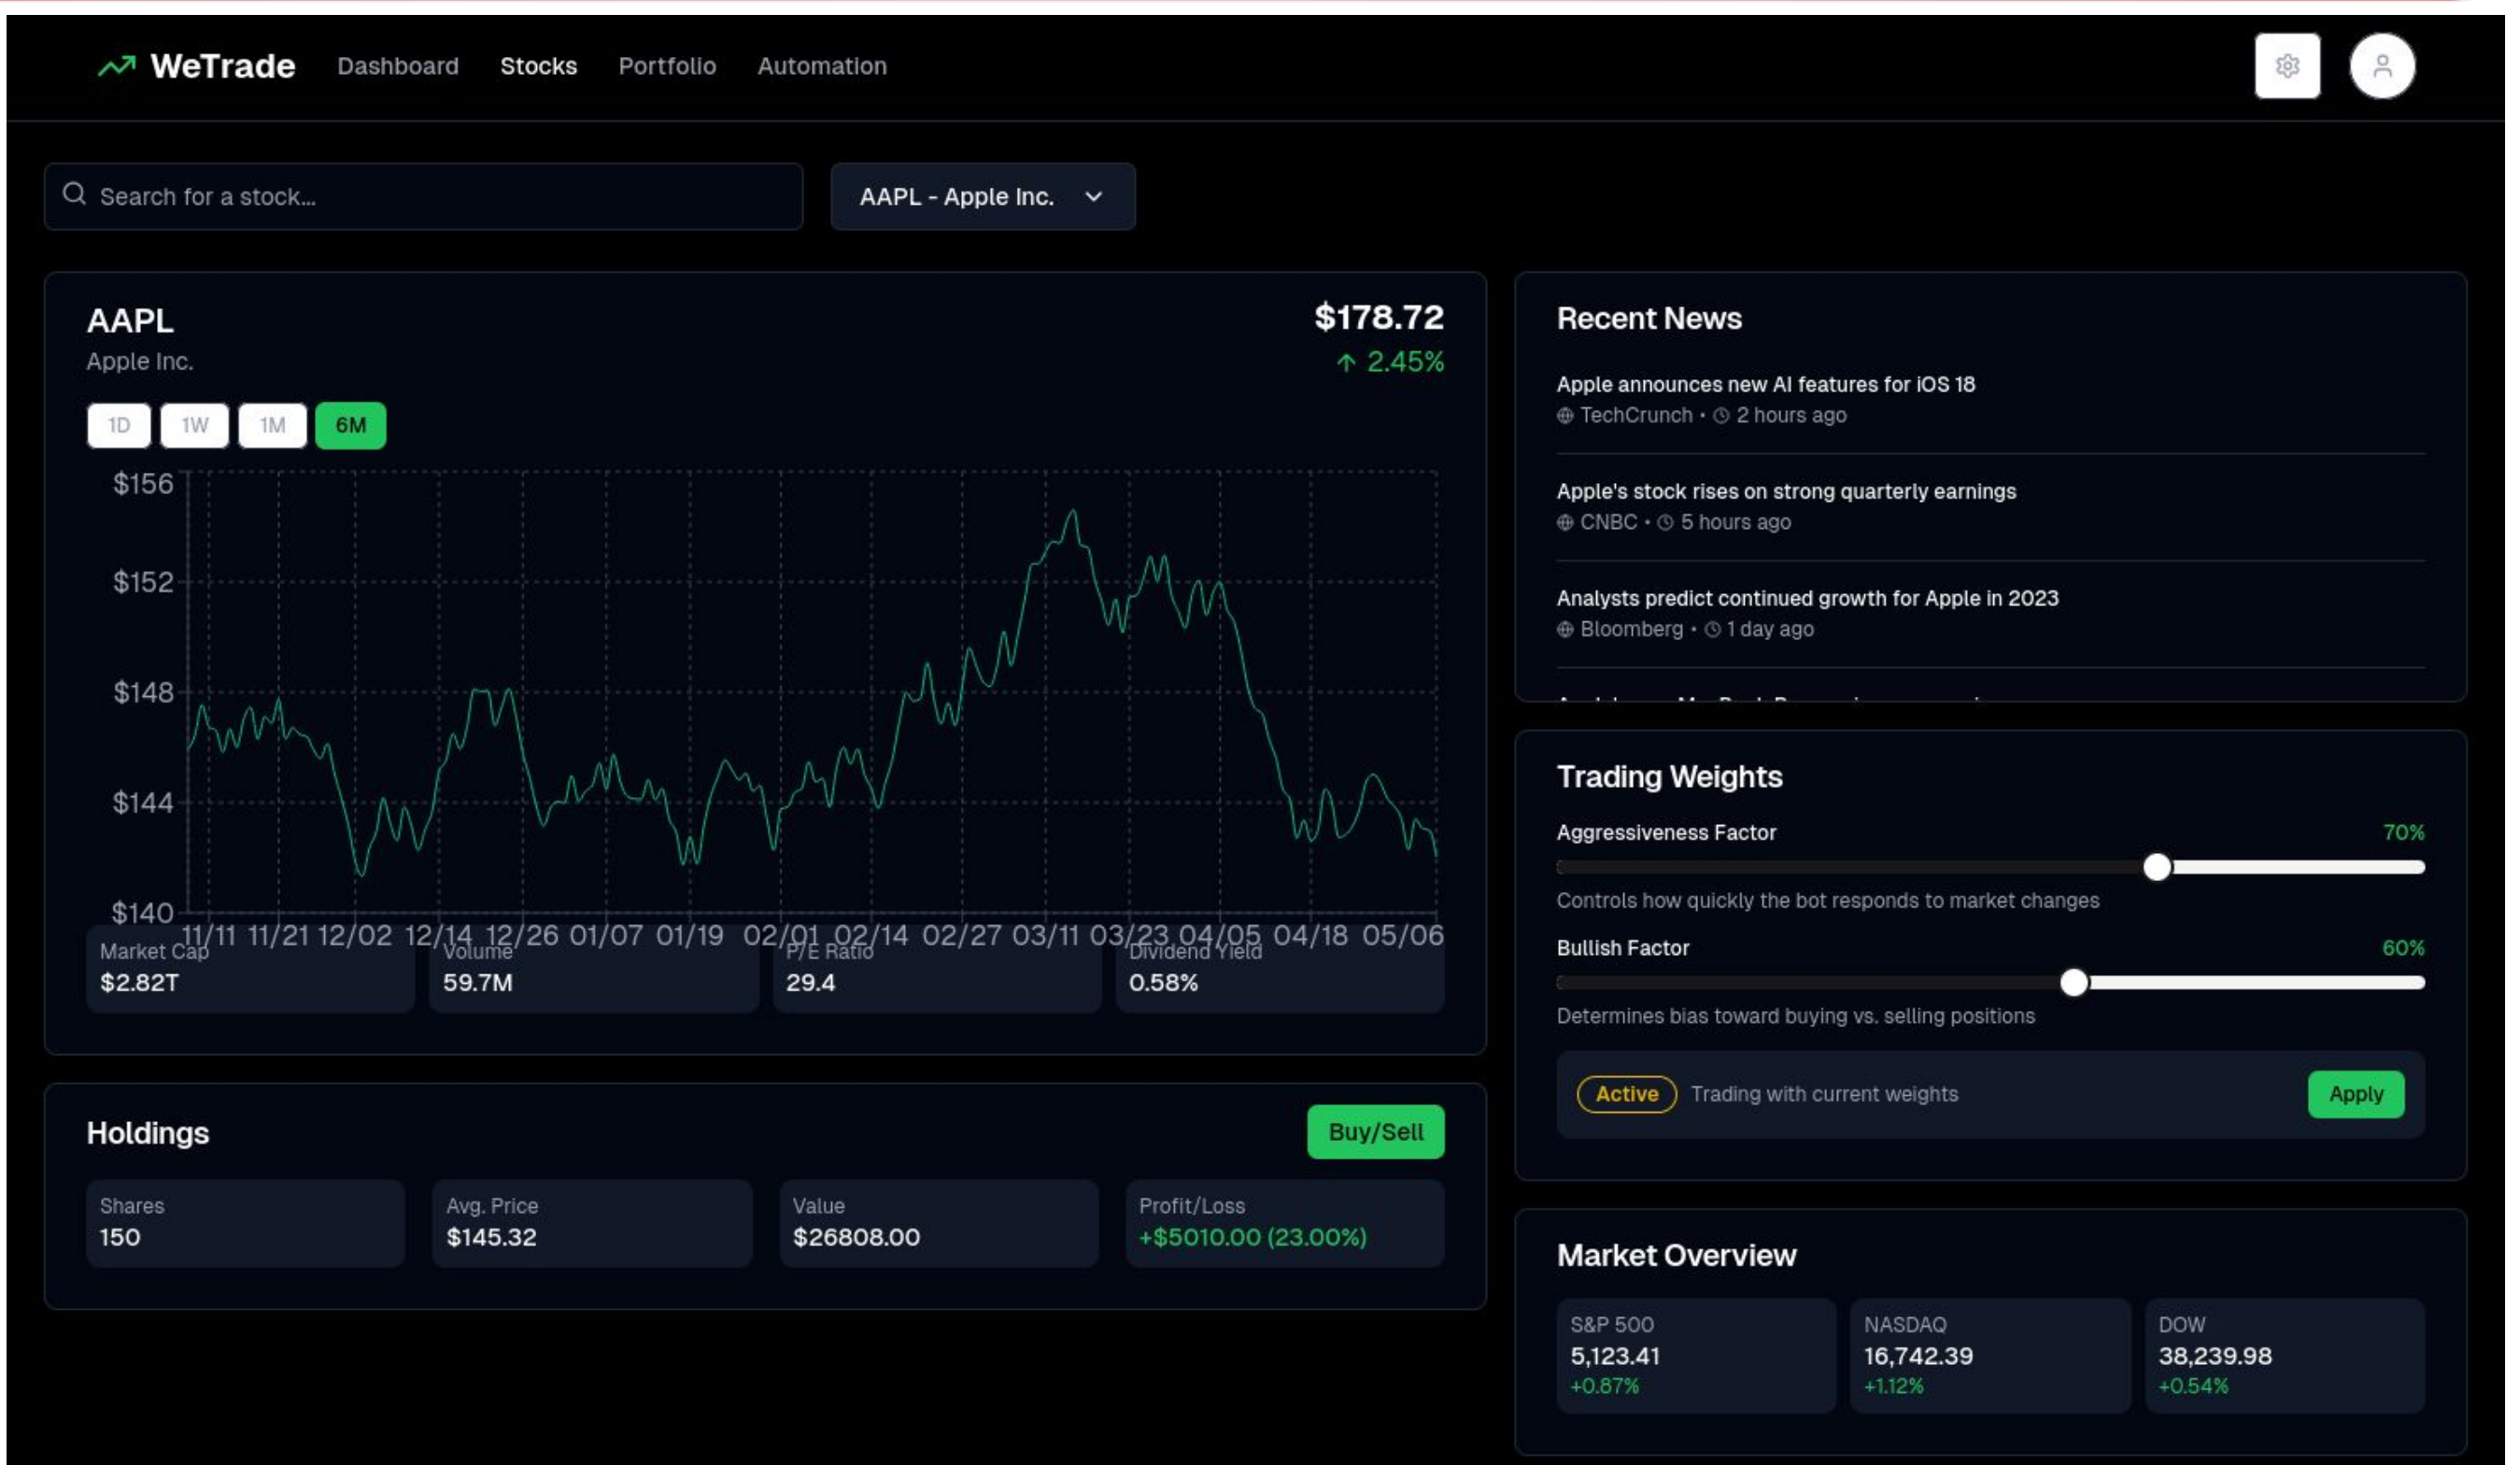 WeTrade Dashboard Stocks Portfolio Automation
Search for a stock...
AAPL - Apple Inc.
AAPL
Apple Inc.
$178.72
↑ 2.45%
1D 1W 1M 6M
$156
$152
$148
$144
$140
11/11 11/21 12/02 12/14 12/26 01/07 01/19 02/01 02/14 02/27 03/11 03/23 04/05 04/18 05/06
Market Cap
$2.82T
Volume
59.7M
P/E Ratio
29.4
Dividend Yield
0.58%
Holdings
Buy/Sell
Shares
150
Avg. Price
$145.32
Value
$26808.00
Profit/Loss
+$5010.00 (23.00%)
Recent News
Apple announces new AI features for iOS 18
TechCrunch • 2 hours ago
Apple's stock rises on strong quarterly earnings
CNBC • 5 hours ago
Analysts predict continued growth for Apple in 2023
Bloomberg • 1 day ago
Trading Weights
Aggressiveness Factor 70%
Controls how quickly the bot responds to market changes
Bullish Factor 60%
Determines bias toward buying vs. selling positions
Active Trading with current weights Apply
Market Overview
S&P 500
5,123.41
+0.87%
NASDAQ
16,742.39
+1.12%
DOW
38,239.98
+0.54%